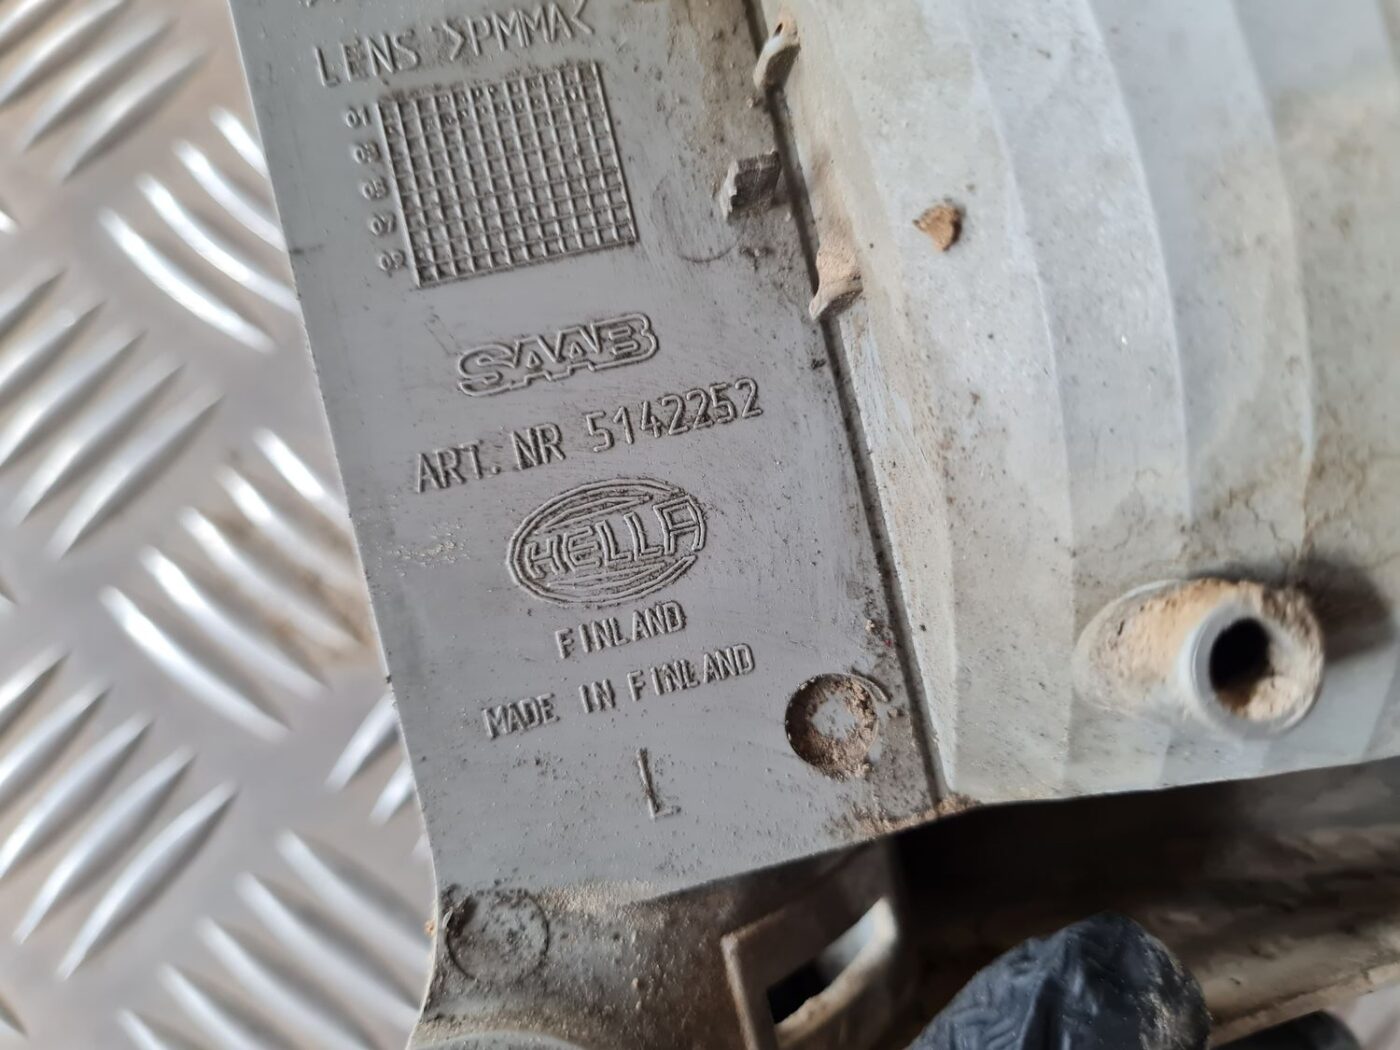 LENS >PMMA<
SAAB
ART. NR 5142252
HELLA
FINLAND
MADE IN FINLAND
L